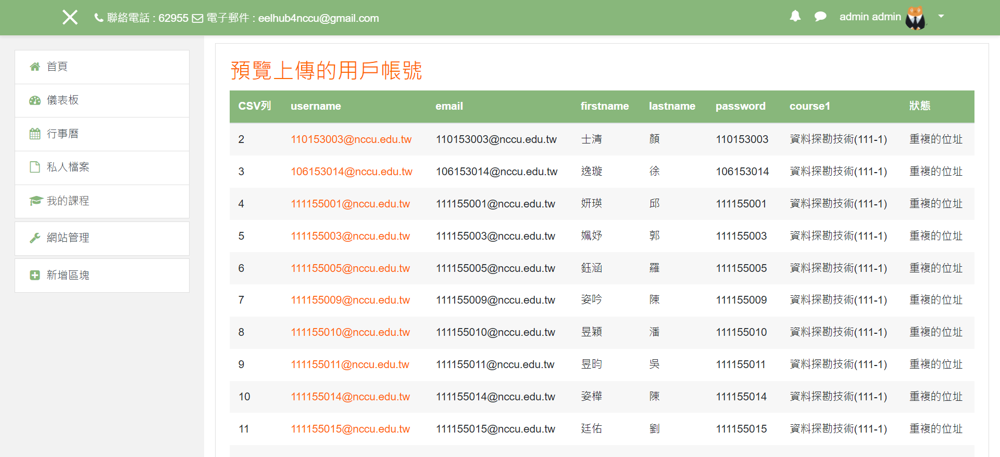 聯絡電話 : 62955 電子郵件 : eelhub4nccu@gmail.com
admin admin
首頁
儀表板
行事曆
私人檔案
我的課程
網站管理
新增區塊
預覽上傳的用戶帳號
CSV列 username email firstname lastname password course1 狀態
2 110153003@nccu.edu.tw 110153003@nccu.edu.tw 士清 顏 110153003 資料探勘技術(111-1) 重複的位址
3 106153014@nccu.edu.tw 106153014@nccu.edu.tw 逸璇 徐 106153014 資料探勘技術(111-1) 重複的位址
4 111155001@nccu.edu.tw 111155001@nccu.edu.tw 妍瑛 邱 111155001 資料探勘技術(111-1) 重複的位址
5 111155003@nccu.edu.tw 111155003@nccu.edu.tw 姵妤 郭 111155003 資料探勘技術(111-1) 重複的位址
6 111155005@nccu.edu.tw 111155005@nccu.edu.tw 鈺涵 羅 111155005 資料探勘技術(111-1) 重複的位址
7 111155009@nccu.edu.tw 111155009@nccu.edu.tw 姿吟 陳 111155009 資料探勘技術(111-1) 重複的位址
8 111155010@nccu.edu.tw 111155010@nccu.edu.tw 昱穎 潘 111155010 資料探勘技術(111-1) 重複的位址
9 111155011@nccu.edu.tw 111155011@nccu.edu.tw 昱昀 吳 111155011 資料探勘技術(111-1) 重複的位址
10 111155014@nccu.edu.tw 111155014@nccu.edu.tw 姿樺 陳 111155014 資料探勘技術(111-1) 重複的位址
11 111155015@nccu.edu.tw 111155015@nccu.edu.tw 廷佑 劉 111155015 資料探勘技術(111-1) 重複的位址